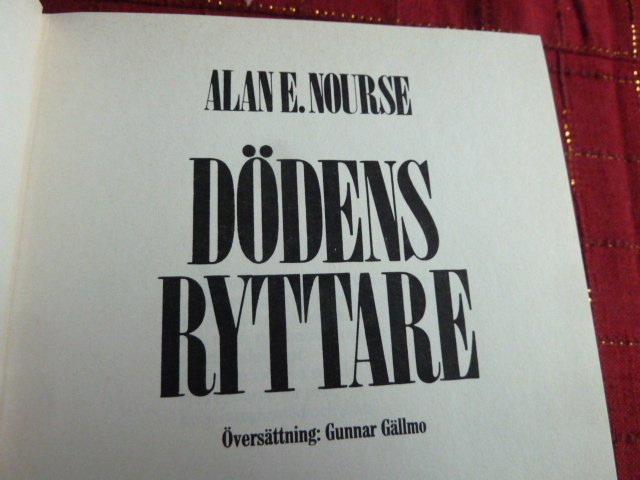 ALAN E. NOURSE
DÖDENS
RYTTARE
Översättning: Gunnar Gällmo